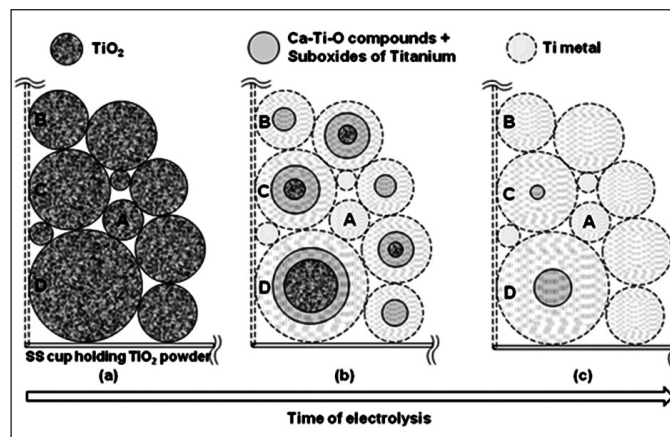 TiO₂
Ca-Ti-O compounds +
Suboxides of Titanium
Ti metal
B
C
A
D
B
C
A
D
B
C
A
D
SS cup holding TiO₂ powder
(a)
(b)
(c)
Time of electrolysis